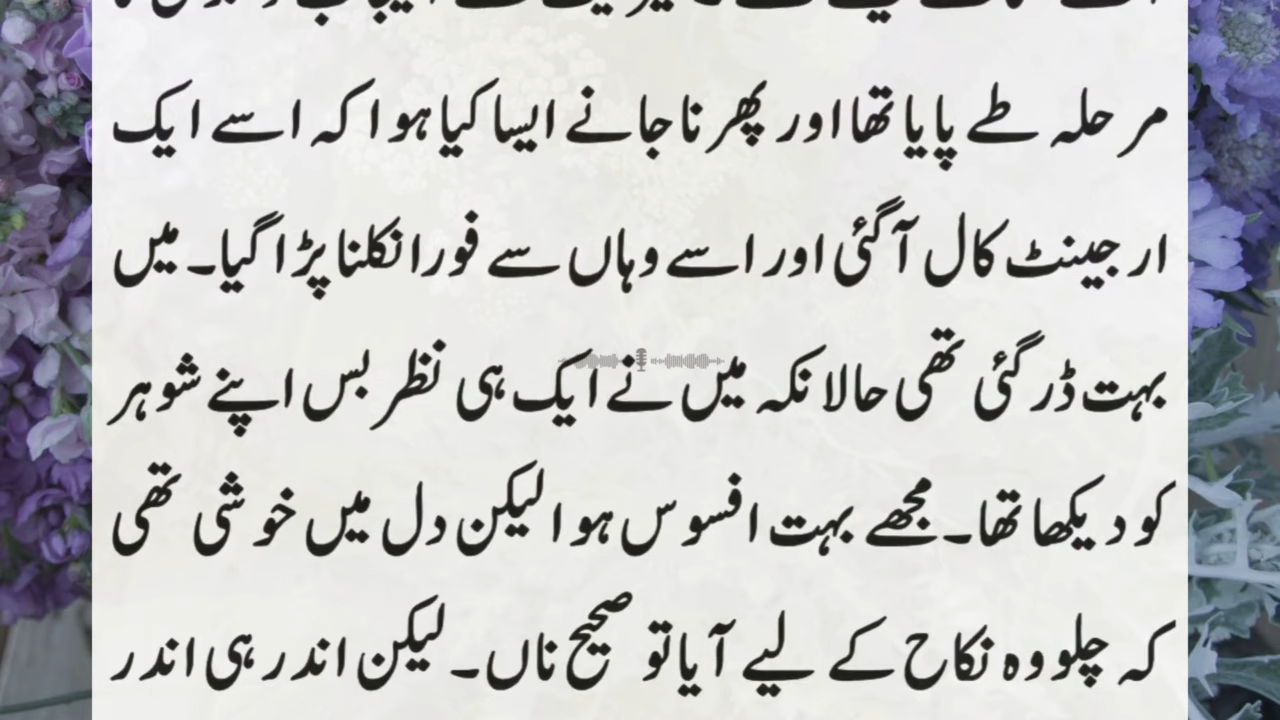 مرحلہ طے پایا تھا اور پھر نا جانے ایسا کیا ہوا کہ اسے ایک
ارجینٹ کال آگئی اور اسے وہاں سے فورا نکلنا پڑا گیا۔ میں
بہت ڈر گئی تھی حالانکہ میں نے ایک ہی نظر بس اپنے شوہر
کو دیکھا تھا۔ مجھے بہت افسوس ہوا لیکن دل میں خوشی تھی
کہ چلو وہ نکاح کے لیے آیا تو صحیح ناں۔ لیکن اندر ہی اندر